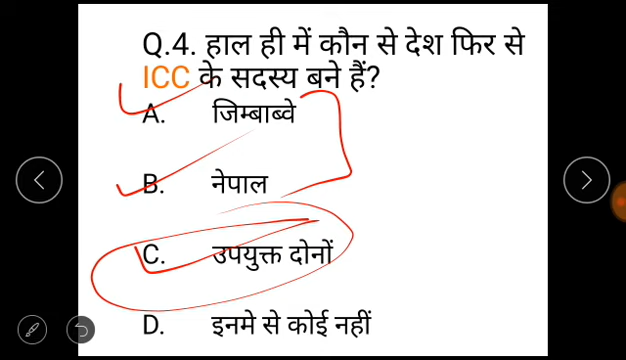 Q.4. हाल ही में कौन से देश फिर से
ICC के सदस्य बने हैं?
A. जिम्बाब्वे
B. नेपाल
C. उपयुक्त दोनों
D. इनमे से कोई नहीं